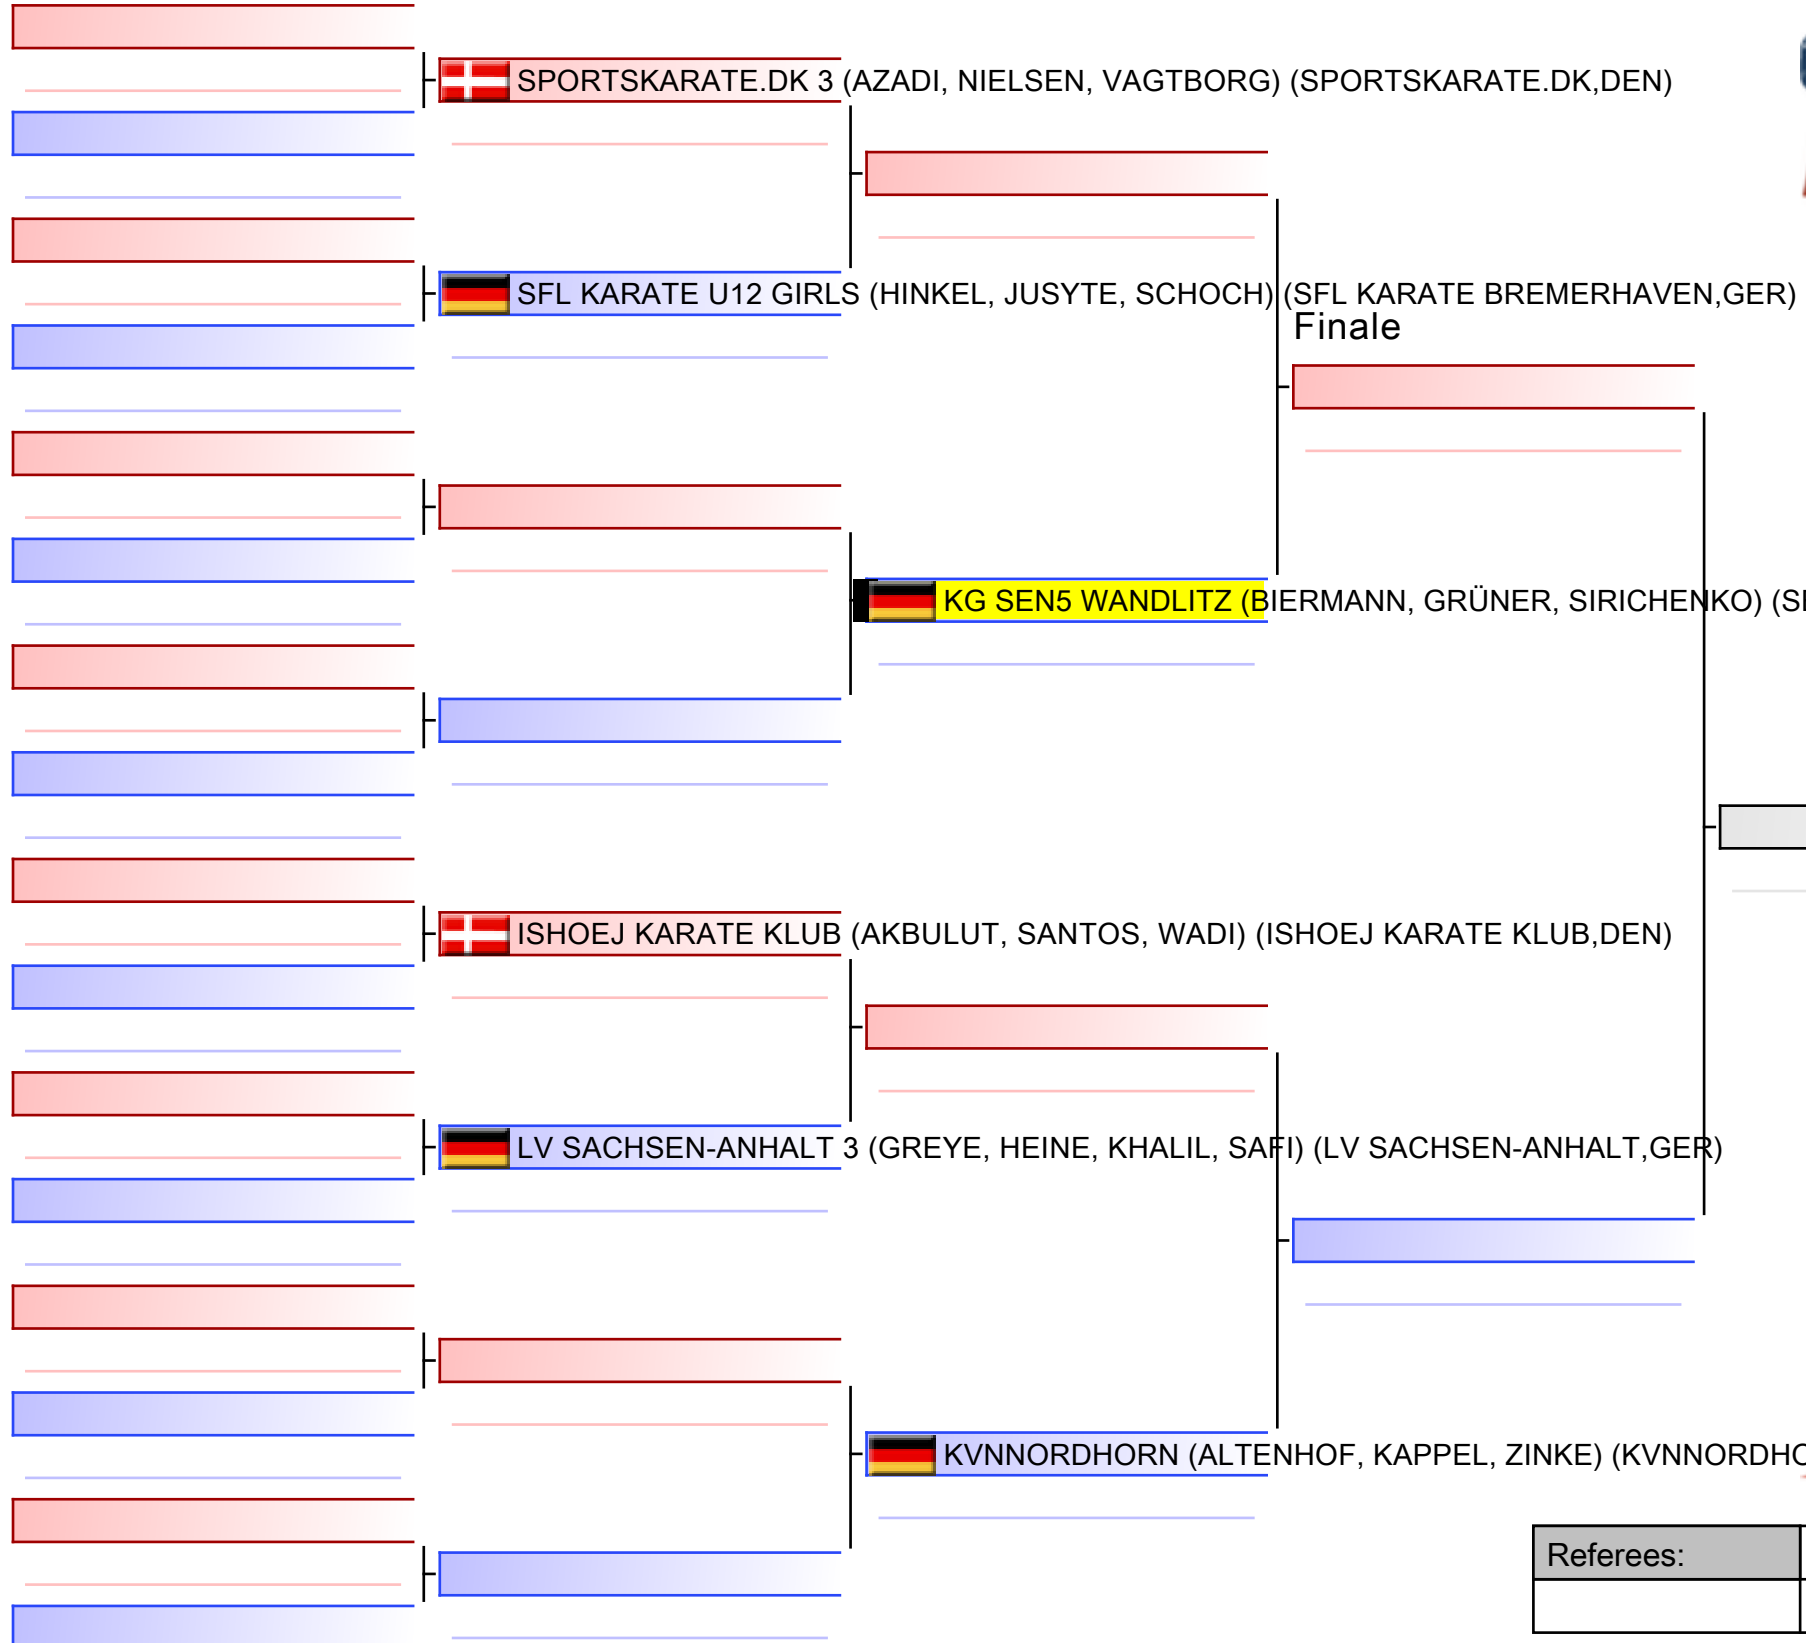 SPORTSKARATE.DK 3 (AZADI, NIELSEN, VAGTBORG) (SPORTSKARATE.DK,DEN)
SFL KARATE U12 GIRLS (HINKEL, JUSYTE, SCHOCH) (SFL KARATE BREMERHAVEN,GER)
Finale
KG SEN5 WANDLITZ (BIERMANN, GRÜNER, SIRICHENKO)
ISHOEJ KARATE KLUB (AKBULUT, SANTOS, WADI) (ISHOEJ KARATE KLUB,DEN)
LV SACHSEN-ANHALT 3 (GREYE, HEINE, KHALIL, SAFI) (LV SACHSEN-ANHALT,GER)
KVNNORDHORN (ALTENHOF, KAPPEL, ZINKE) (KVNNORDHO
Referees: